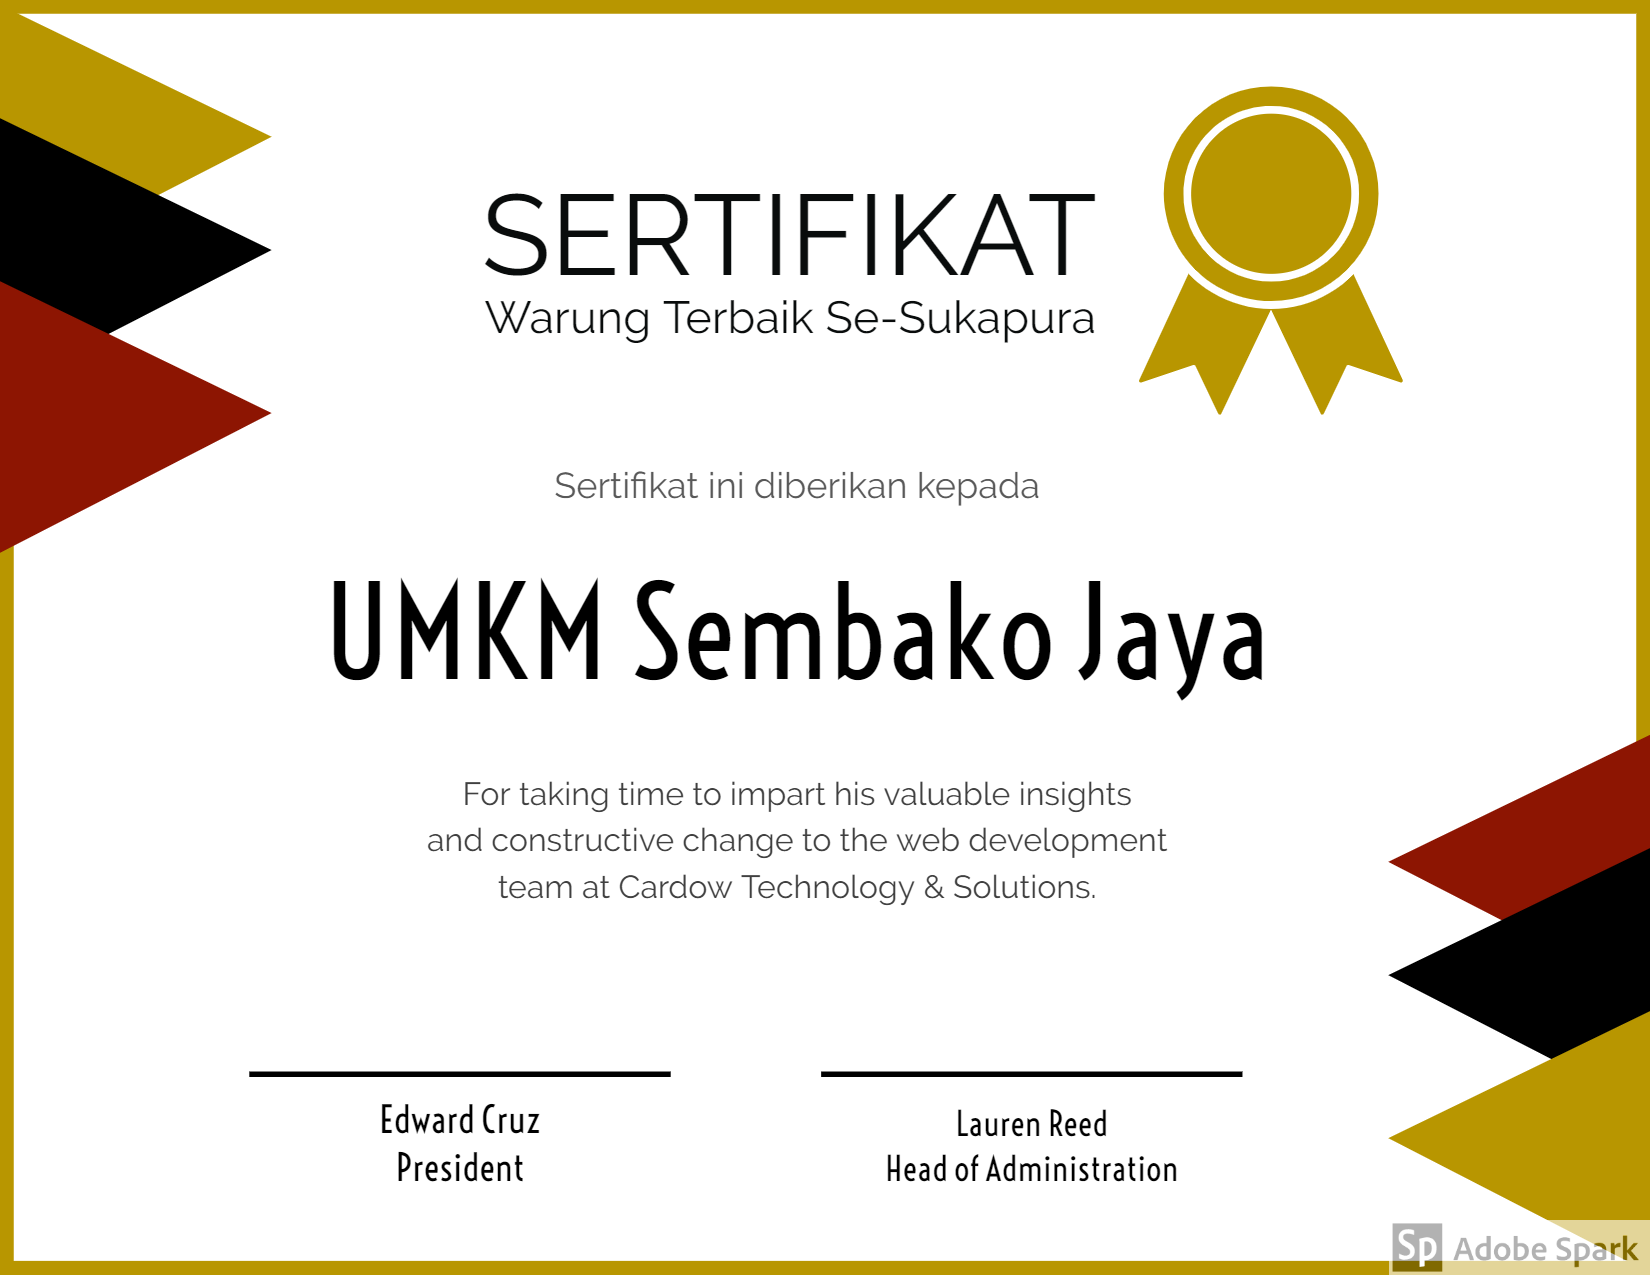 SERTIFIKAT
Warung Terbaik Se-Sukapura
Sertifikat ini diberikan kepada
UMKM Sembako Jaya
For taking time to impart his valuable insights
and constructive change to the web development
team at Cardow Technology & Solutions.
Edward Cruz
President
Lauren Reed
Head of Administration
Sp Adobe Spark